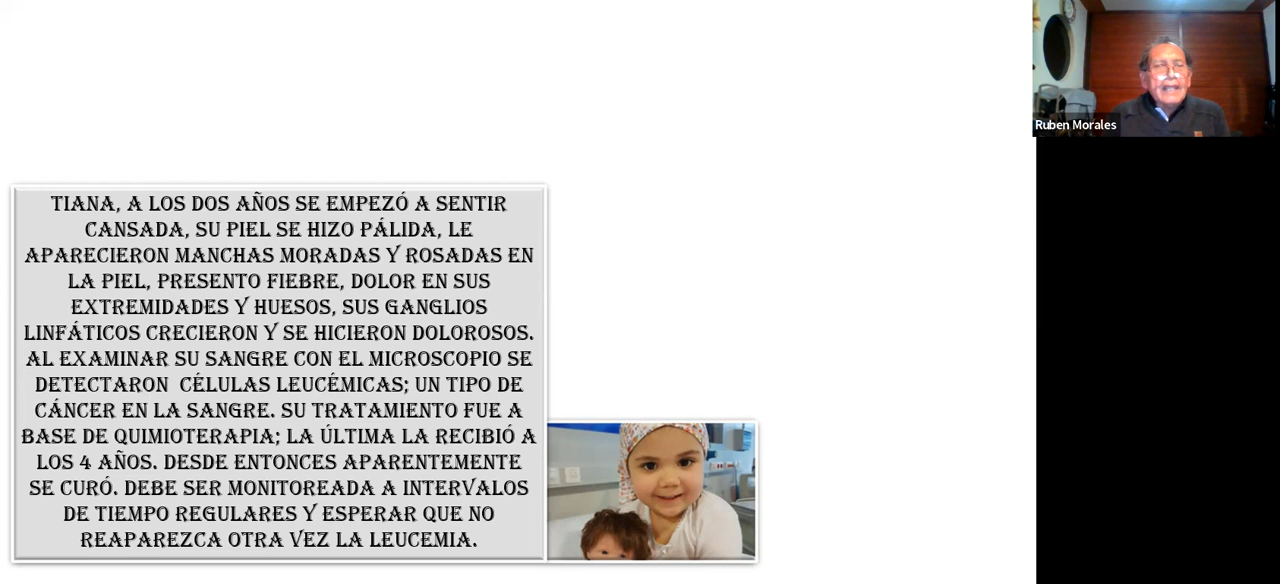 TIANA, A LOS DOS AÑOS SE EMPEZÓ A SENTIR
CANSADA, SU PIEL SE HIZO PÁLIDA, LE
APARECIERON MANCHAS MORADAS Y ROSADAS EN
LA PIEL, PRESENTO FIEBRE, DOLOR EN SUS
EXTREMIDADES Y HUESOS, SUS GANGLIOS
LINFÁTICOS CRECIERON Y SE HICIERON DOLOROSOS.
AL EXAMINAR SU SANGRE CON EL MICROSCOPIO SE
DETECTARON CÉLULAS LEUCÉMICAS; UN TIPO DE
CÁNCER EN LA SANGRE. SU TRATAMIENTO FUE A
BASE DE QUIMIOTERAPIA; LA ÚLTIMA LA RECIBIÓ A
LOS 4 AÑOS. DESDE ENTONCES APARENTEMENTE
SE CURÓ. DEBE SER MONITOREADA A INTERVALOS
DE TIEMPO REGULARES Y ESPERAR QUE NO
REAPAREZCA OTRA VEZ LA LEUCEMIA.
Ruben Morales